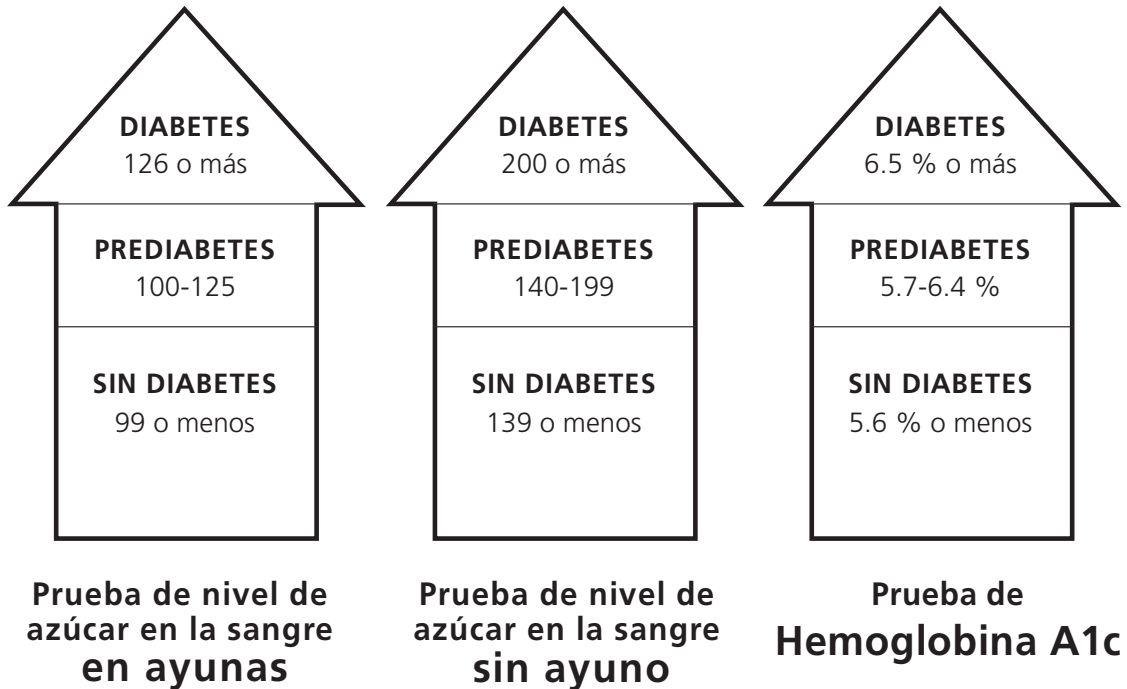 DIABETES
126 o más
PREDIABETES
100-125
SIN DIABETES
99 o menos
Prueba de nivel de
azúcar en la sangre
en ayunas
DIABETES
200 o más
PREDIABETES
140-199
SIN DIABETES
139 o menos
Prueba de nivel de
azúcar en la sangre
sin ayuno
DIABETES
6.5 % o más
PREDIABETES
5.7-6.4 %
SIN DIABETES
5.6 % o menos
Prueba de
Hemoglobina A1c